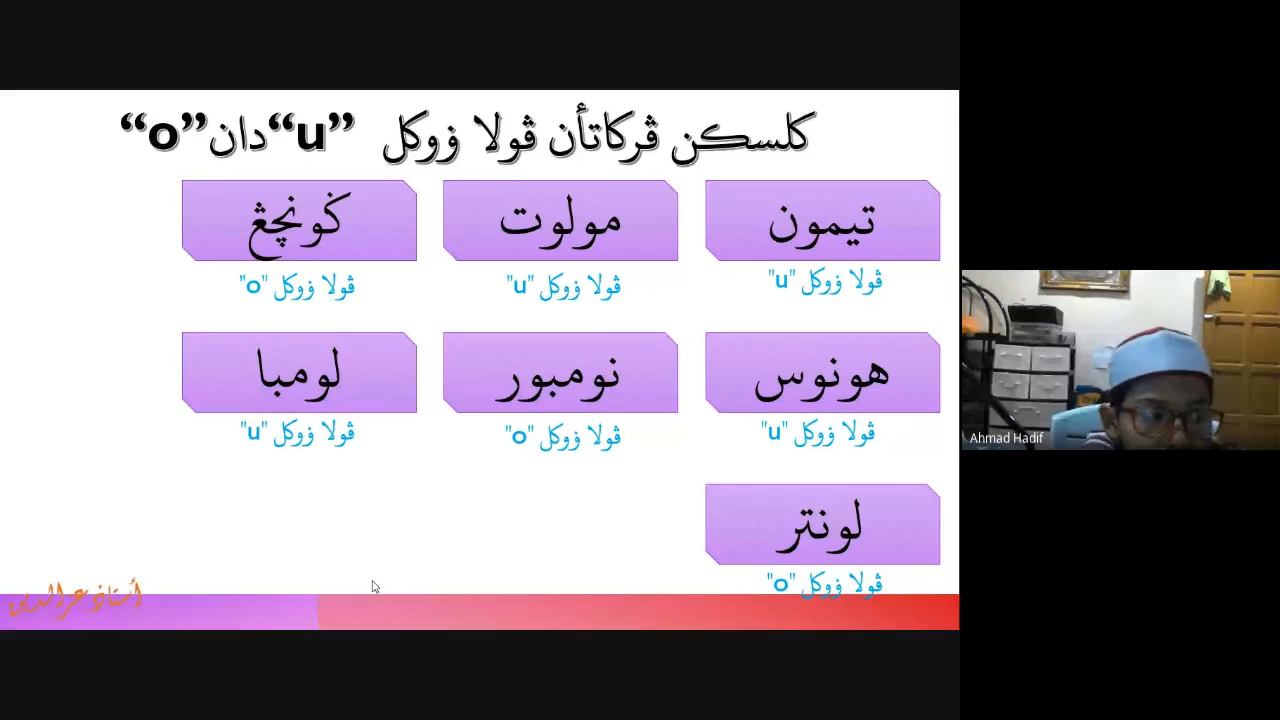 كلسكن ڤركاتأن ڤولا ۏوكل “u” دان “o”
تيمون
مولوت
ݢونچڠ
ڤولا ۏوكل "u"
ڤولا ۏوكل "u"
ڤولا ۏوكل "o"
هونوس
نومبور
لومبا
ڤولا ۏوكل "u"
ڤولا ۏوكل "o"
ڤولا ۏوكل "u"
لونتر
ڤولا ۏوكل "o"
Ahmad Hadif